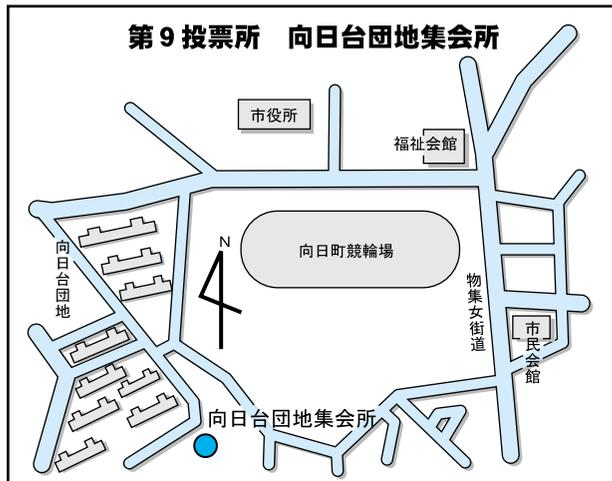 第９投票所　向日台団地集会所
市役所
福祉会館
向日町競輪場
N
向日台団地
物集女街道
市民会館
向日台団地集会所